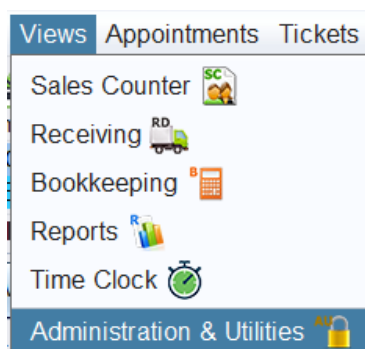 Views Appointments Tickets
Sales Counter SC
Receiving RD
Bookkeeping B
Reports R
Time Clock
Administration & Utilities AU